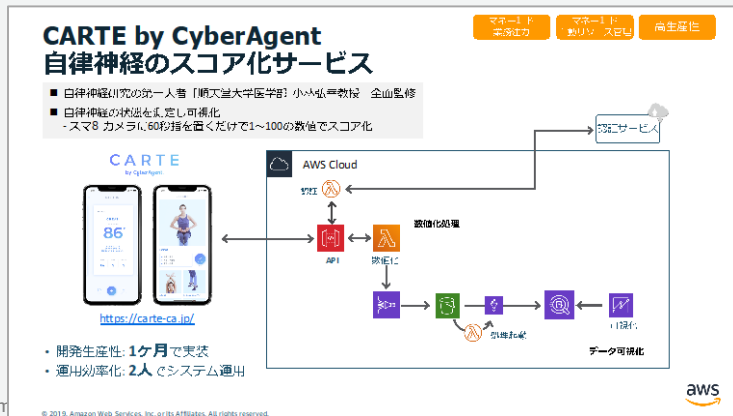 CARTE by CyberAgent
自律神経のスコア化サービス
高生産性
自律神経研究の第一人者「順天堂大学医学部 小林弘幸教授」全面監修
自律神経の状態を測定し可視化
- スマホカメラに60秒指を置くだけで1~100の数値でスコア化
認証サービス
CARTE
by CyberAgent
86
AWS Cloud
認証
数値化処理
API
数値化
可視化
データ可視化
https://carte-ca.jp/
• 開発生産性: 1ケ月で実装
• 運用効率化: 2人でシステム運用
aws
© 2019, Amazon Web Services, Inc. or its Affiliates. All rights reserved.